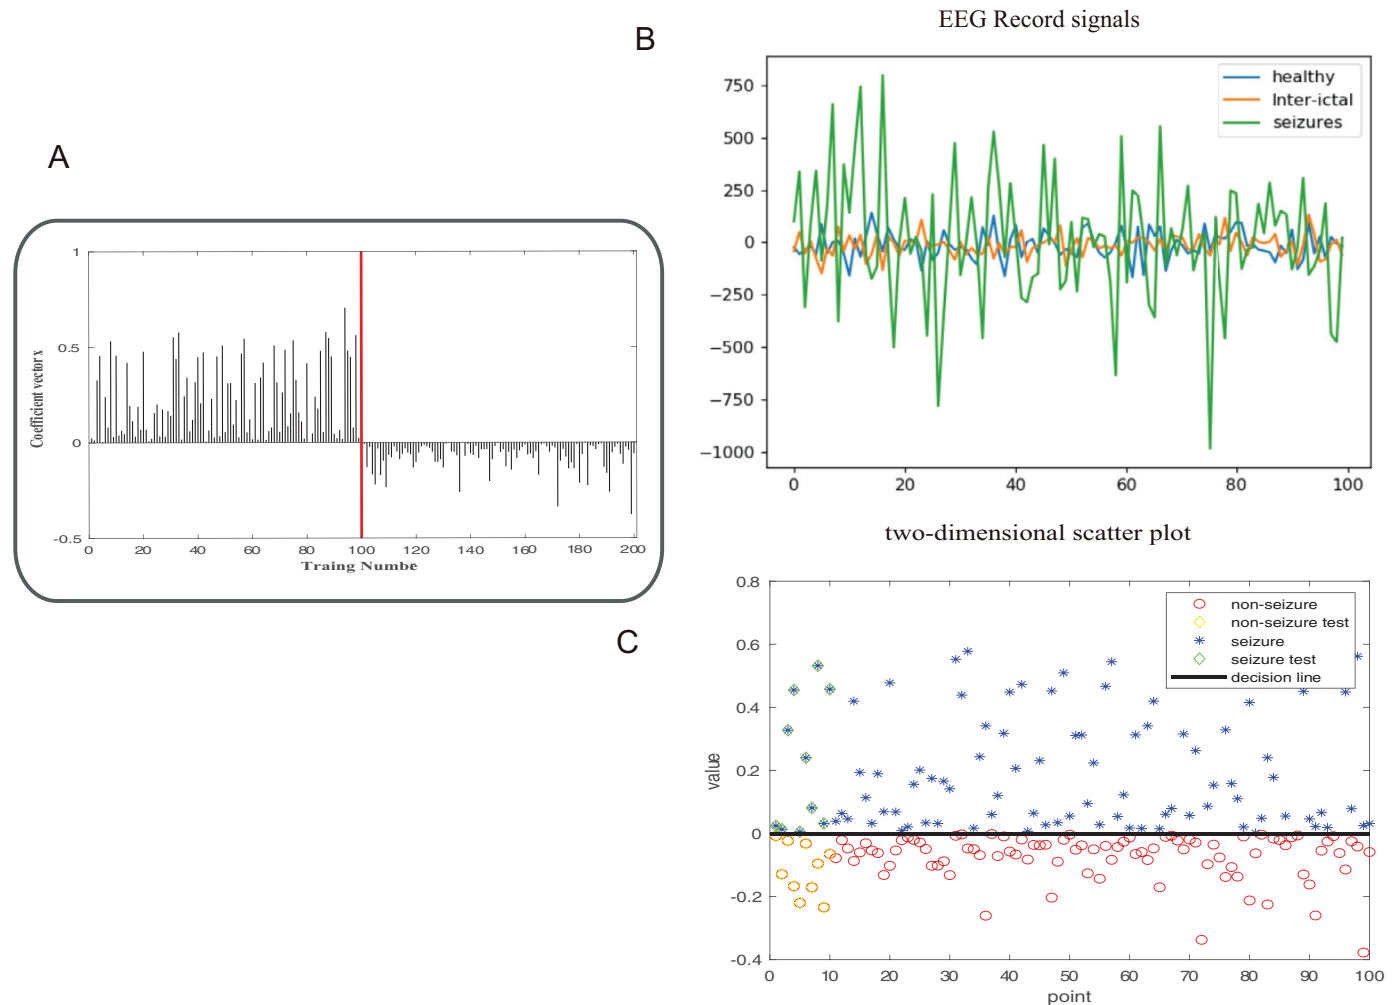 A
1
0.5
0
-0.5
Coefficient vector x
0 20 40 60 80 100 120 140 160 180 200
Traing Numbe
B
EEG Record signals
healthy
Inter-ictal
seizures
750
500
250
0
−250
−500
−750
−1000
0 20 40 60 80 100
C
two-dimensional scatter plot
non-seizure
non-seizure test
seizure
seizure test
decision line
0.8
0.6
0.4
0.2
0
-0.2
-0.4
value
0 10 20 30 40 50 60 70 80 90 100
point